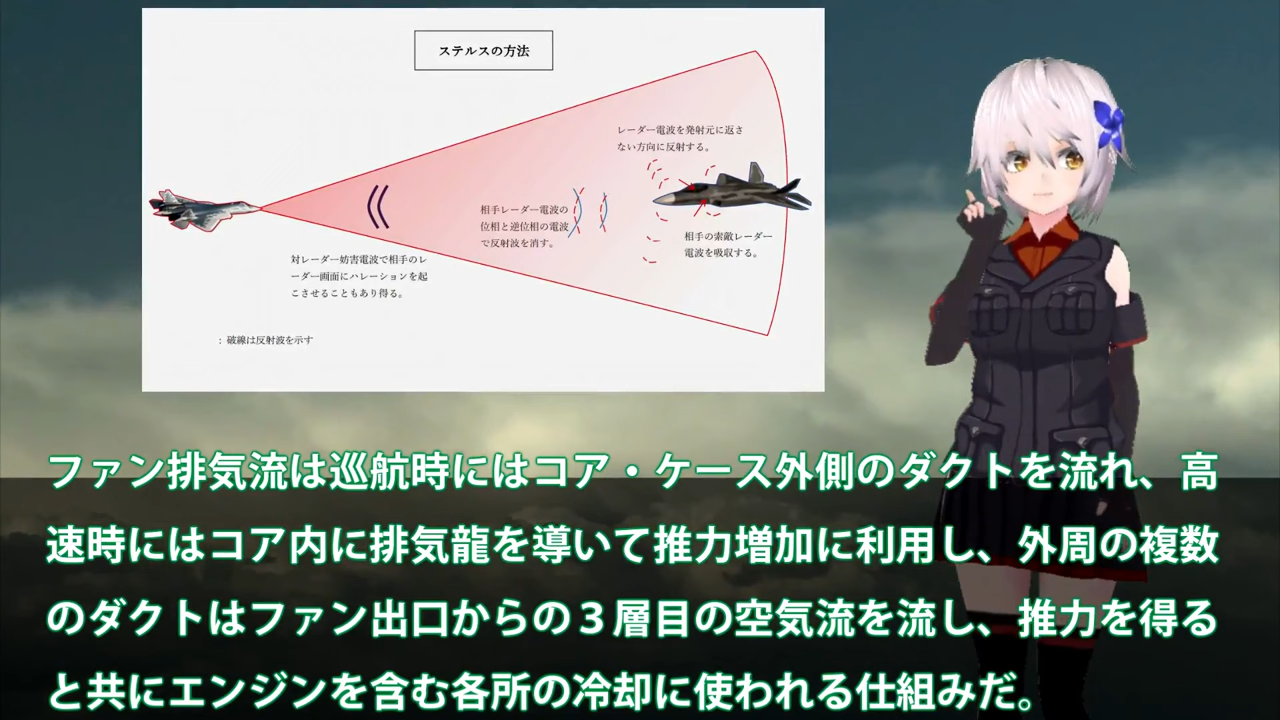 ステルスの方法
レーダー電波を発射元に返さ
ない方向に反射する。
相手レーダー電波の
位相と逆位相の電波
で反射波を消す。
相手の索敵レーダー
電波を吸収する。
対レーダー妨害電波で相手のレ
ーダー画面にハレーションを起
こさせることもあり得る。
：破線は反射波を示す
ファン排気流は巡航時にはコア・ケース外側のダクトを流れ、高
速時にはコア内に排気龍を導いて推力増加に利用し、外周の複数
のダクトはファン出口からの３層目の空気流を流し、推力を得る
と共にエンジンを含む各所の冷却に使われる仕組みだ。